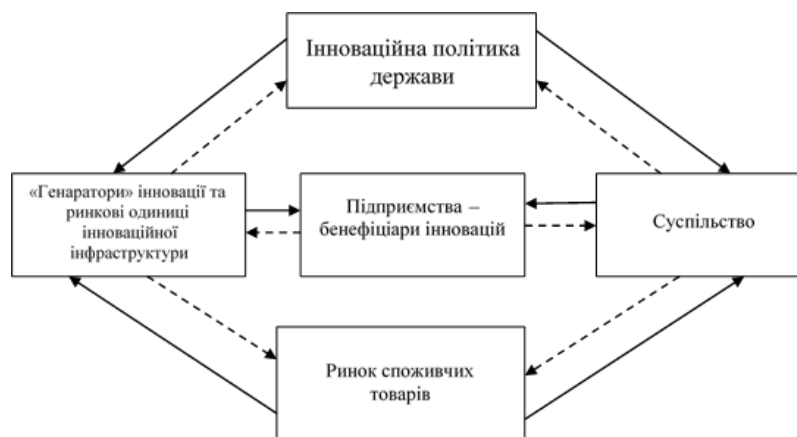 Інноваційна політика
держави
«Генаратори» інновації та
ринкові одиниці
інноваційної
інфраструктури
Підприємства –
бенефіціари інновацій
Суспільство
Ринок споживчих
товарів